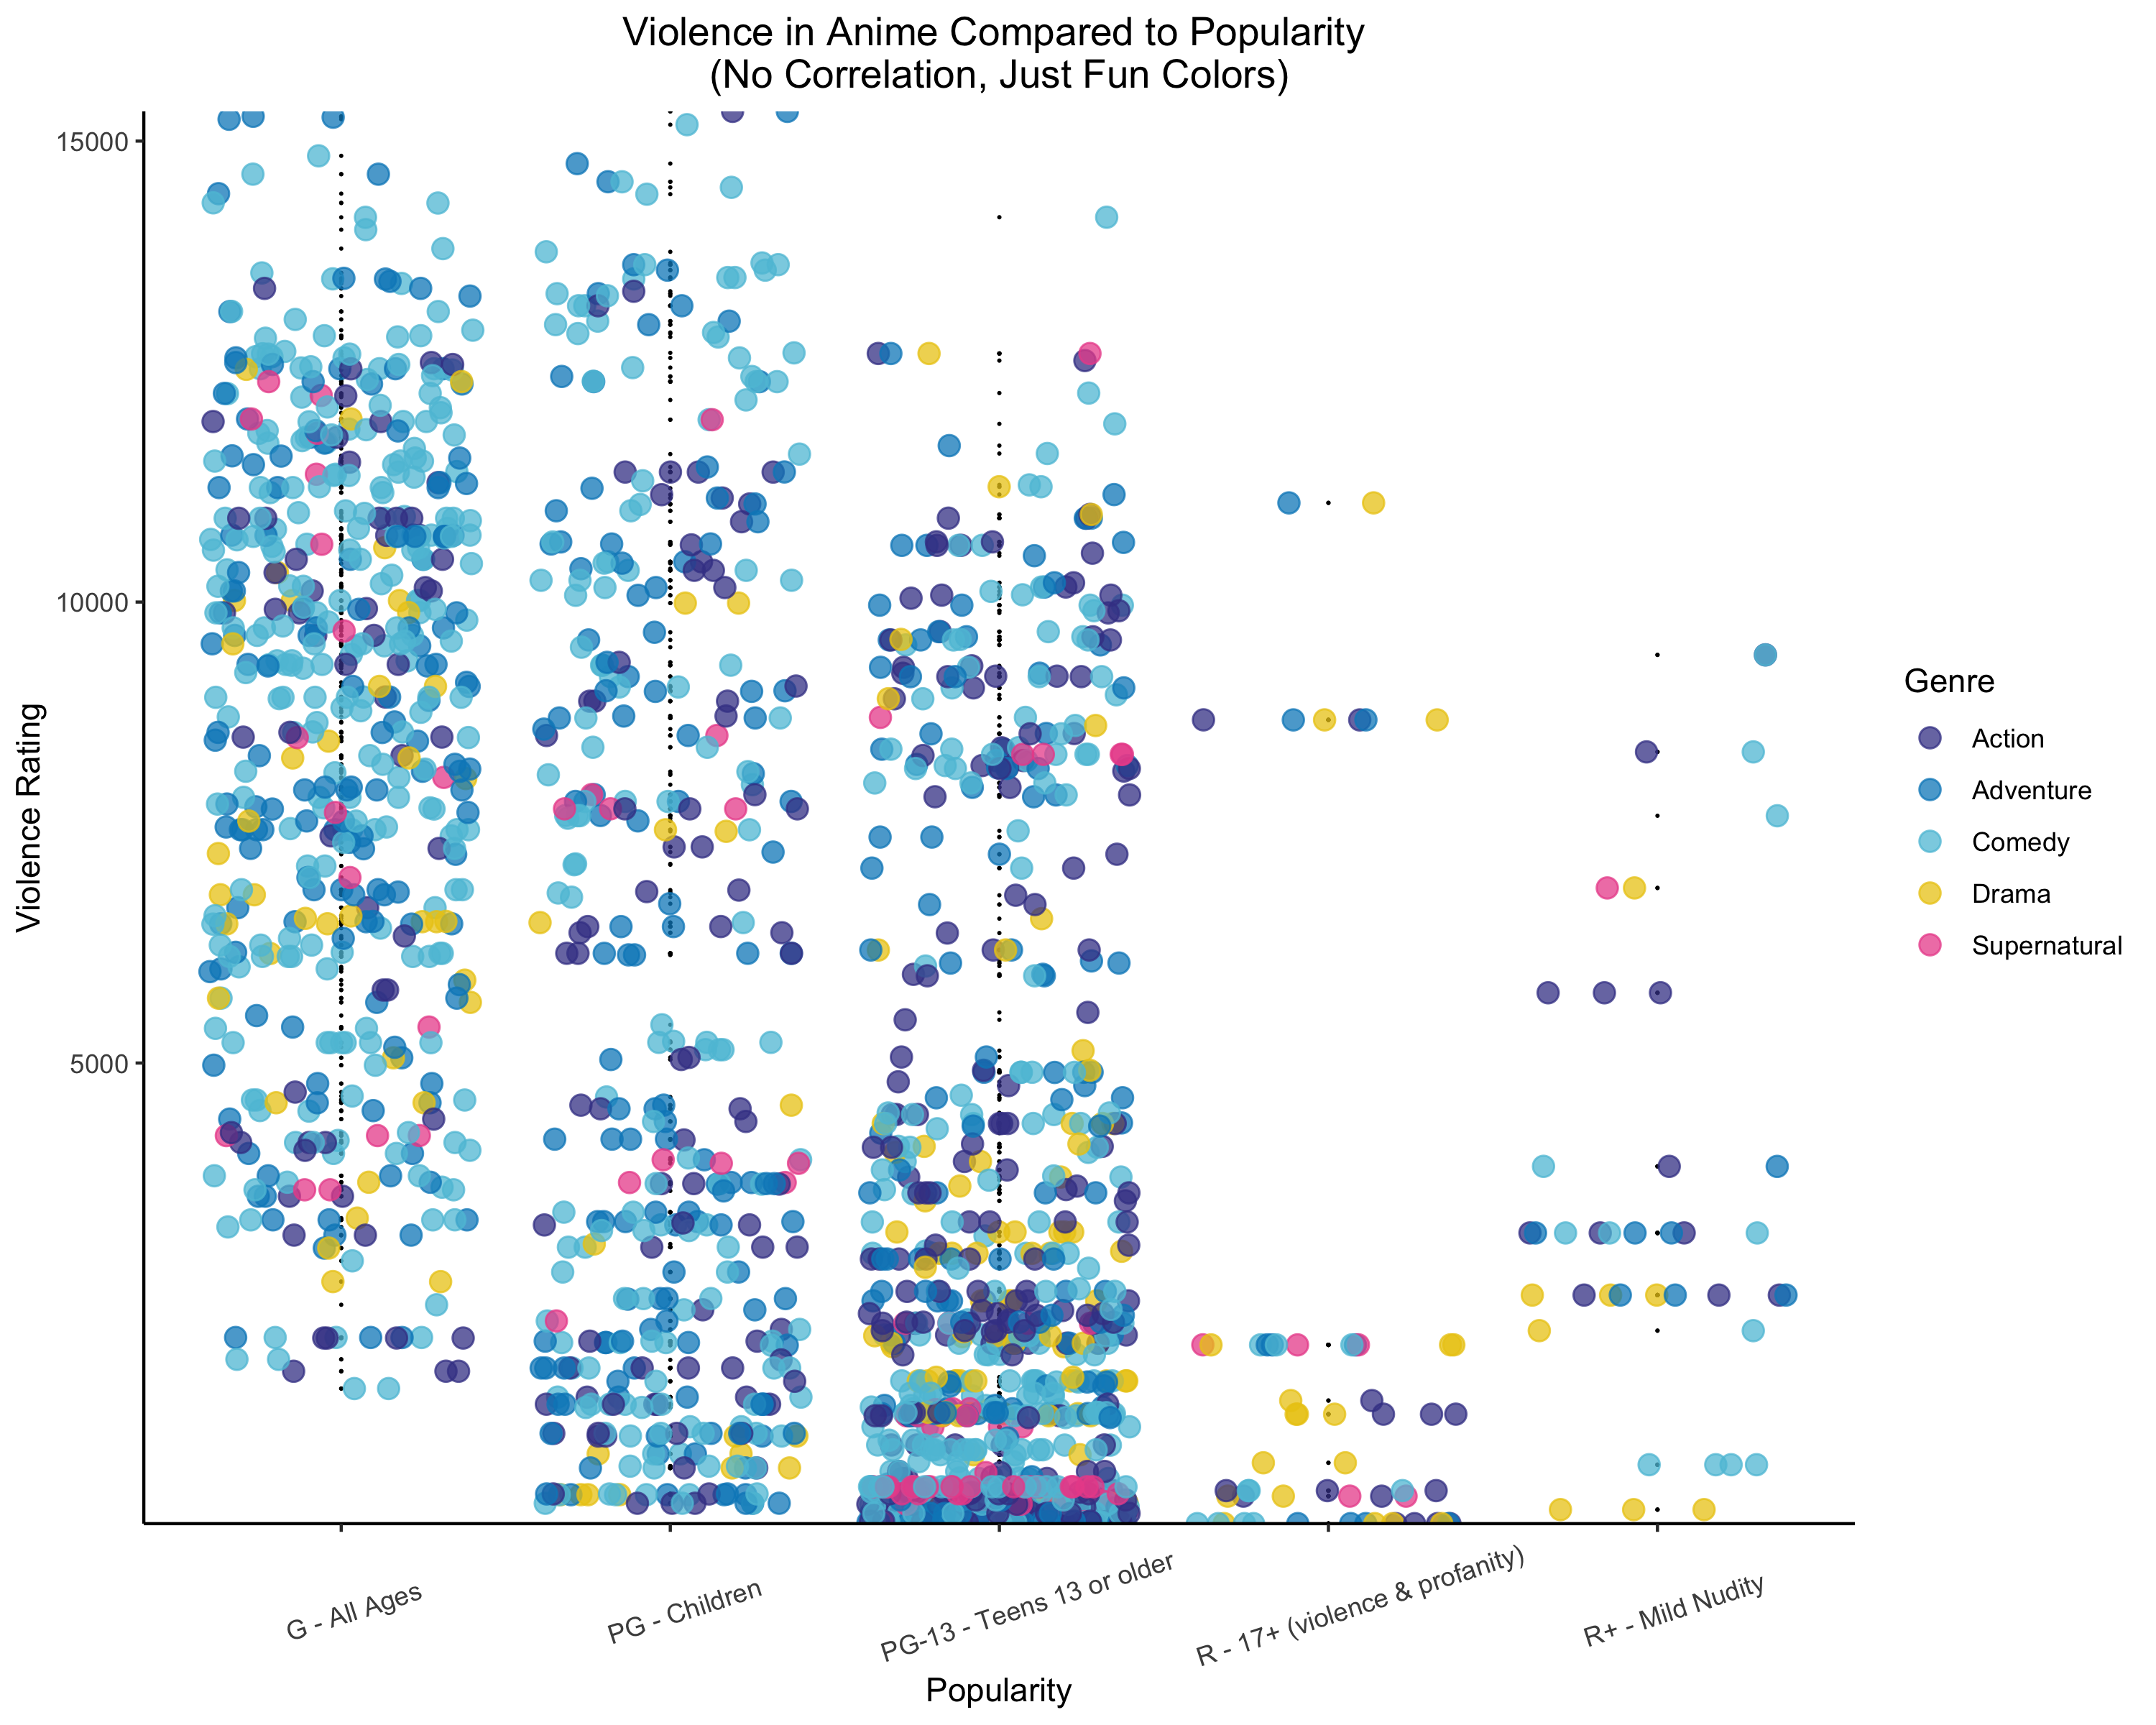 Violence in Anime Compared to Popularity
(No Correlation, Just Fun Colors)
Violence Rating
15000
10000
5000
G - All Ages
PG - Children
PG-13 - Teens 13 or older
R - 17+ (violence & profanity)
R+ - Mild Nudity
Popularity
Genre
Action
Adventure
Comedy
Drama
Supernatural